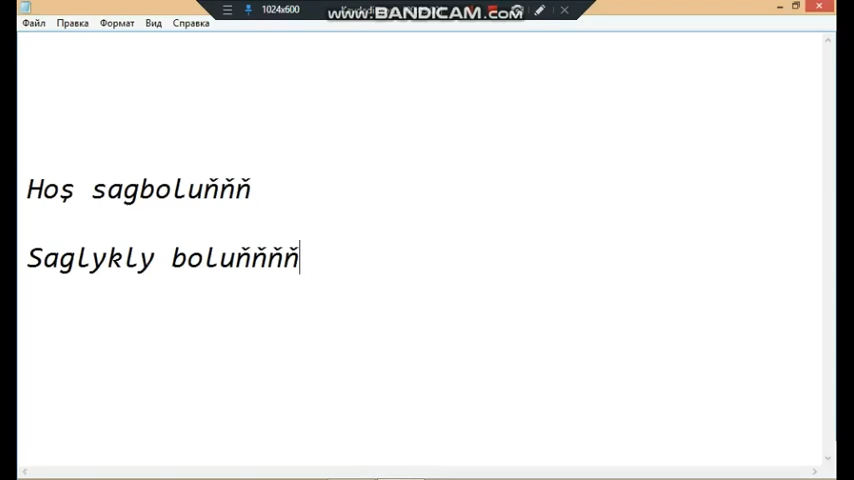 1024x600
www.BANDICAM.com
Файл Правка Формат Вид Справка
Hoş sagboluňňň
Saglykly boluňňňň